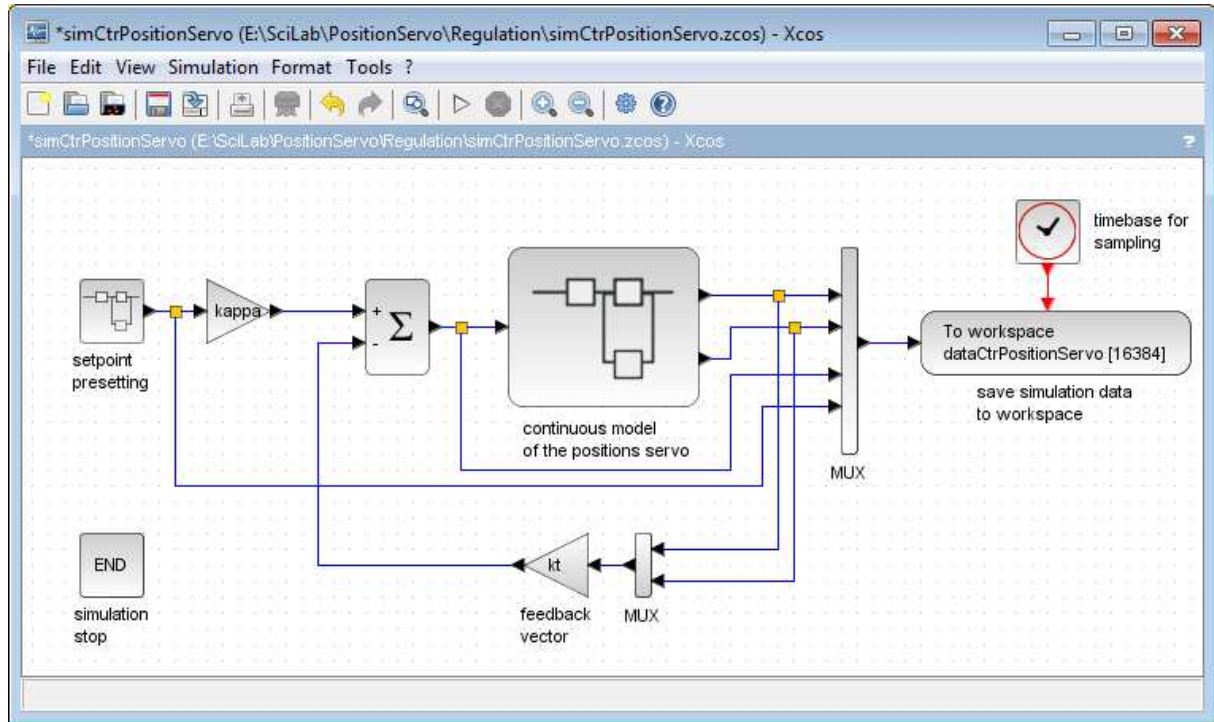 *simCtrPositionServo (E:\SciLab\PositionServo\Regulation\simCtrPositionServo.zcos) - Xcos
File Edit View Simulation Format Tools ?
*simCtrPositionServo (E:\SciLab\PositionServo\Regulation\simCtrPositionServo.zcos) - Xcos
?
timebase for
sampling
kappa
+
-
Σ
To workspace
dataCtrPositionServo [16384]
setpoint
presetting
save simulation data
to workspace
continuous model
of the positions servo
MUX
END
kt
simulation
stop
feedback
vector
MUX